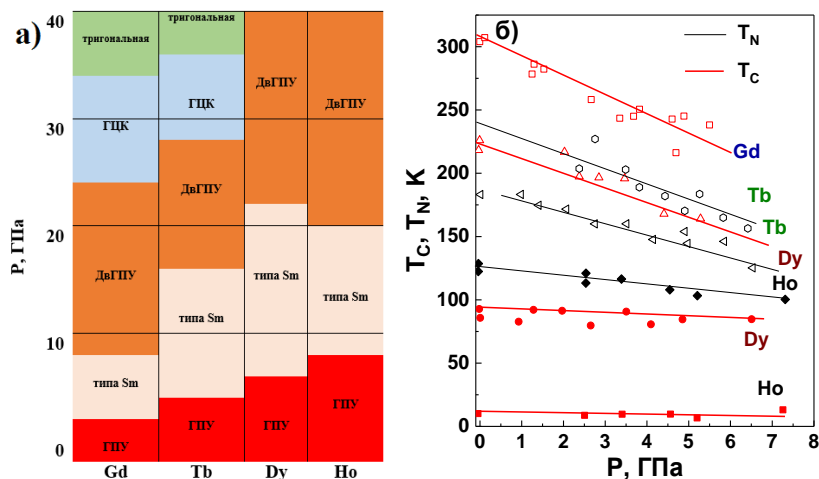 а)
40
30
20
10
0
P, ГПа
тригональная
ГЦК
ДвГПУ
типа Sm
ГПУ
тригональная
ГЦК
ДвГПУ
типа Sm
ГПУ
ДвГПУ
типа Sm
ГПУ
ДвГПУ
типа Sm
ГПУ
Gd Tb Dy Ho
б)
T_N
T_C
300
250
200
150
100
50
0
T_C, T_N, K
Gd
Tb
Tb
Dy
Ho
Dy
Ho
0 1 2 3 4 5 6 7
P, ГПа